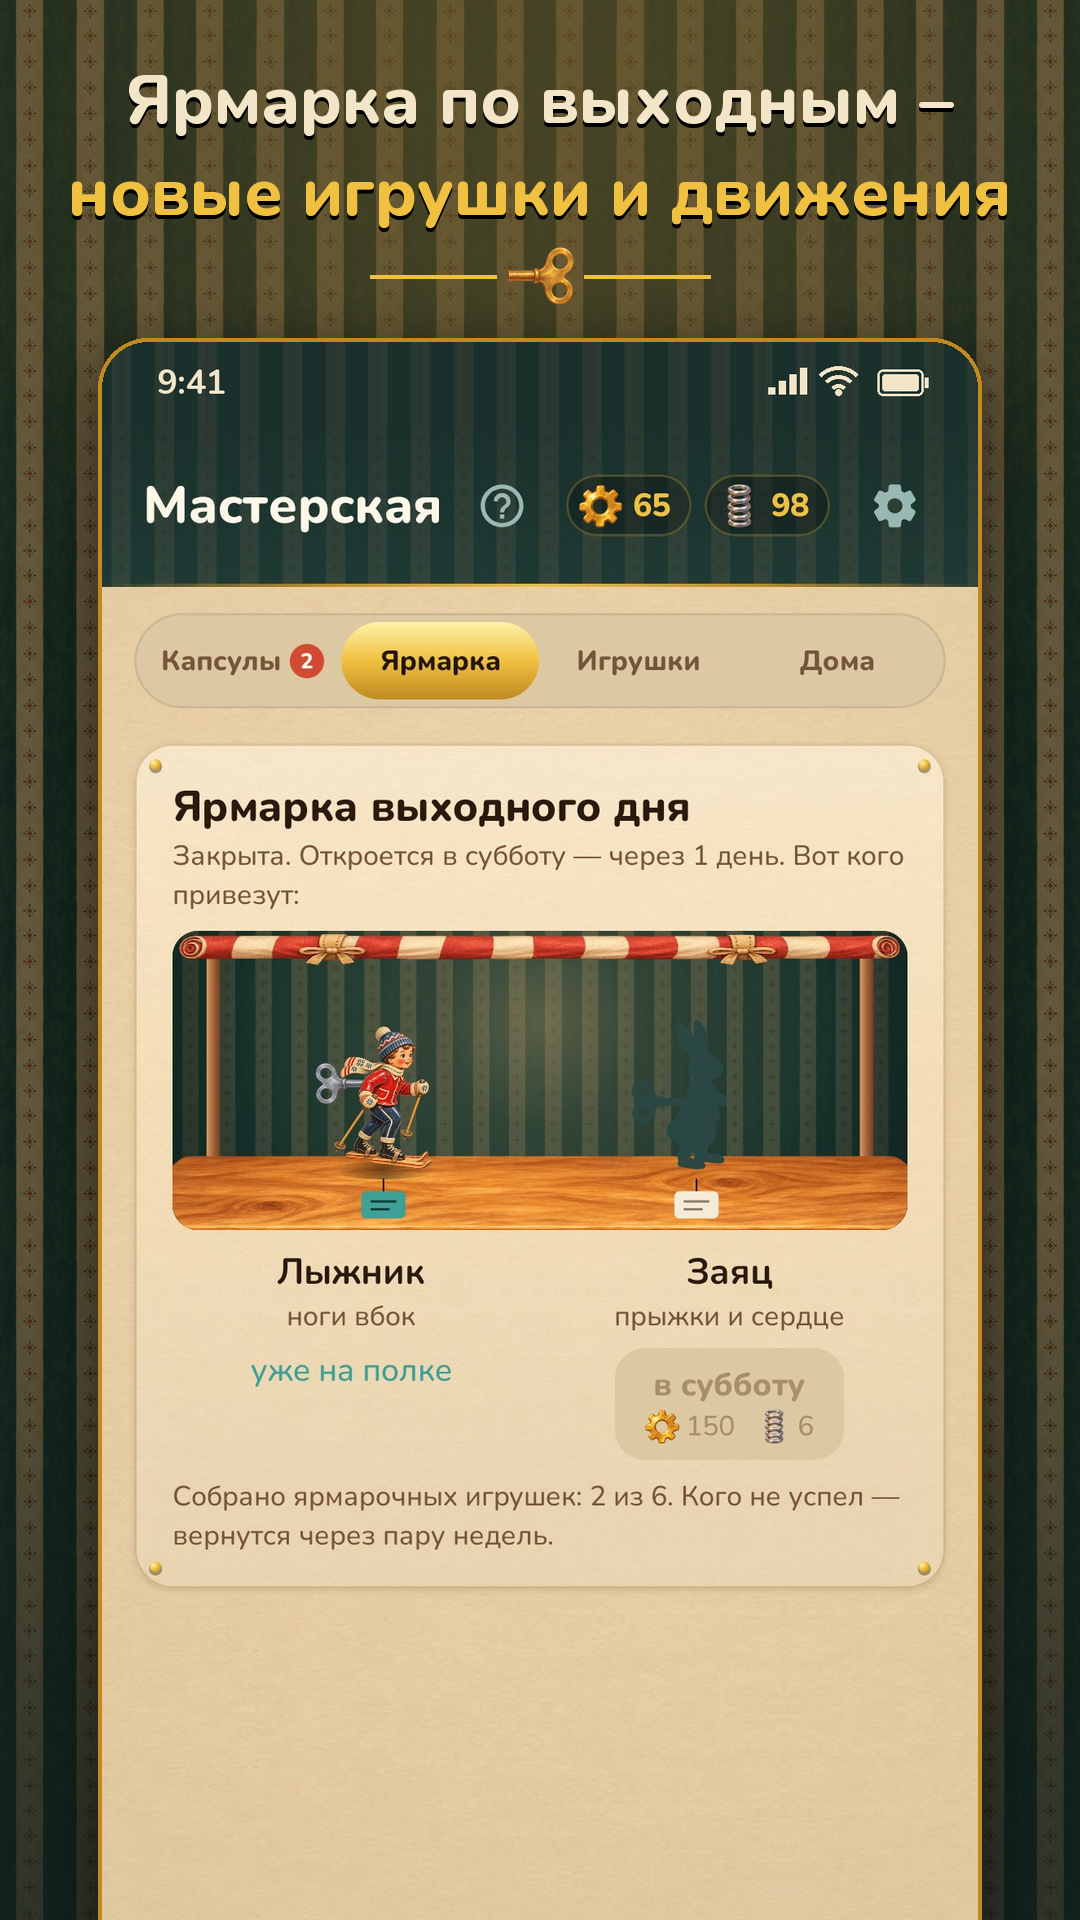 Ярмарка по выходным –
новые игрушки и движения
9:41
Мастерская
65
98
Капсулы 2
Ярмарка
Игрушки
Дома
Ярмарка выходного дня
Закрыта. Откроется в субботу — через 1 день. Вот кого
привезут:
Лыжник
ноги вбок
уже на полке
Заяц
прыжки и сердце
в субботу
150 6
Собрано ярмарочных игрушек: 2 из 6. Кого не успел —
вернутся через пару недель.